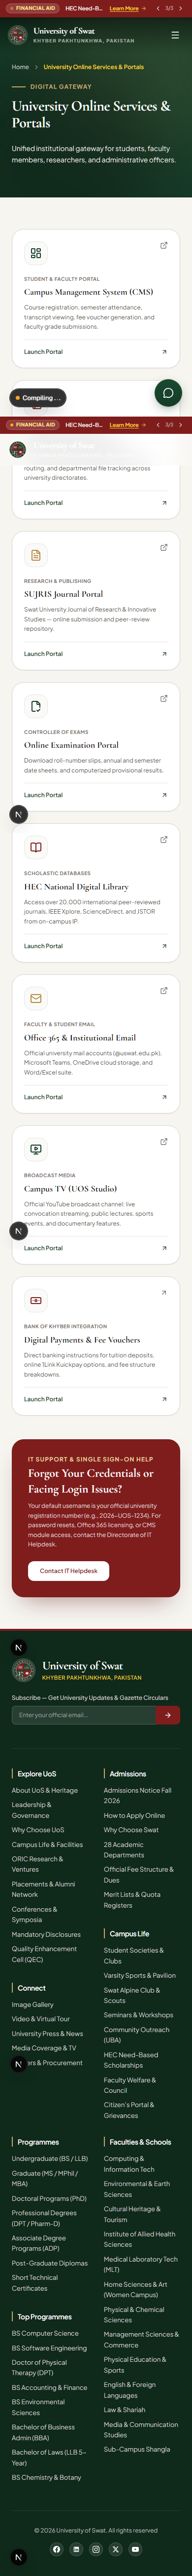 FINANCIAL AID
HEC Need-B...
Learn More
3/3
University of Swat
KHYBER PAKHTUNKHWA, PAKISTAN
Home
University Online Services & Portals
DIGITAL GATEWAY
University Online Services &
Portals
Unified institutional gateway for students, faculty
members, researchers, and administrative officers.
STUDENT & FACULTY PORTAL
Campus Management System (CMS)
Course registration, semester attendance,
transcript viewing, fee voucher generation, and
faculty grade submissions.
Launch Portal
Compiling ...
FINANCIAL AID
HEC Need-B...
Learn More
3/3
University of Swat
routing, and departmental file tracking across
university directorates.
Launch Portal
RESEARCH & PUBLISHING
SUJRIS Journal Portal
Swat University Journal of Research & Innovative
Studies — online submission and peer-review
repository.
Launch Portal
CONTROLLER OF EXAMS
Online Examination Portal
Download roll-number slips, annual and semester
date sheets, and computerized provisional results.
Launch Portal
N
SCHOLASTIC DATABASES
HEC National Digital Library
Access over 20,000 international peer-reviewed
journals, IEEE Xplore, ScienceDirect, and JSTOR
from on-campus IP.
Launch Portal
FACULTY & STUDENT EMAIL
Office 365 & Institutional Email
Official university mail accounts (@uswat.edu.pk),
Microsoft Teams, OneDrive cloud storage, and
Word/Excel suite.
Launch Portal
BROADCAST MEDIA
Campus TV (UOS Studio)
Official YouTube broadcast channel: live
convocation streaming, public lectures, sports
events, and documentary features.
N
Launch Portal
BANK OF KHYBER INTEGRATION
Digital Payments & Fee Vouchers
Direct banking instructions for tuition deposits,
online 1Link Kuickpay options, and fee structure
breakdowns.
Launch Portal
IT SUPPORT & SINGLE SIGN-ON HELP
Forgot Your Credentials or
Facing Login Issues?
Your default username is your official university
registration number (e.g., 2026-UOS-1234). For
password resets, Office 365 licensing, or CMS
module access, contact the Directorate of IT
Helpdesk.
Contact IT Helpdesk
N
University of Swat
KHYBER PAKHTUNKHWA, PAKISTAN
Subscribe — Get University Updates & Gazette Circulars
Enter your official email...
Explore UoS
About UoS & Heritage
Leadership &
Governance
Why Choose UoS
Campus Life & Facilities
ORIC Research &
Ventures
Placements & Alumni
Network
Conferences &
Symposia
Mandatory Disclosures
Quality Enhancement
Cell (QEC)
Connect
Image Gallery
Video & Virtual Tour
University Press & News
Media Coverage & TV
N
& Procurement
Admissions
Admissions Notice Fall
2026
How to Apply Online
Why Choose Swat
28 Academic
Departments
Official Fee Structure &
Dues
Merit Lists & Quota
Registers
Campus Life
Student Societies &
Clubs
Varsity Sports & Pavilion
Swat Alpine Club &
Scouts
Seminars & Workshops
Community Outreach
(UBA)
HEC Need-Based
Scholarships
Faculty Welfare &
Council
Citizen's Portal &
Grievances
Programmes
Undergraduate (BS / LLB)
Graduate (MS / MPhil /
MBA)
Doctoral Programs (PhD)
Professional Degrees
(DPT / Pharm-D)
Associate Degree
Programs (ADP)
Post-Graduate Diplomas
Short Technical
Certificates
Top Programmes
BS Computer Science
BS Software Engineering
Doctor of Physical
Therapy (DPT)
BS Accounting & Finance
BS Environmental
Sciences
Bachelor of Business
Admin (BBA)
Bachelor of Laws (LLB 5-
Year)
BS Chemistry & Botany
Faculties & Schools
Computing &
Information Tech
Environmental & Earth
Sciences
Cultural Heritage &
Tourism
Institute of Allied Health
Sciences
Medical Laboratory Tech
(MLT)
Home Sciences & Art
(Women Campus)
Physical & Chemical
Sciences
Management Sciences &
Commerce
Physical Education &
Sports
English & Foreign
Languages
Law & Shariah
Media & Communication
Studies
Sub-Campus Shangla
© 2026 University of Swat. All rights reserved
N